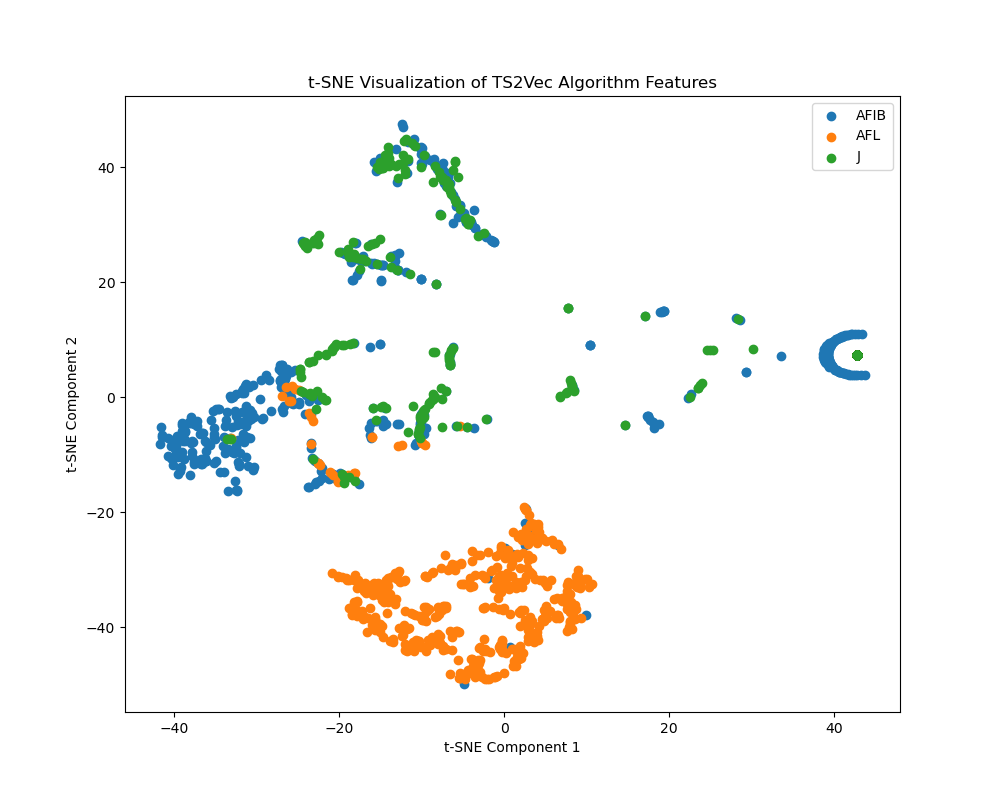 t-SNE Visualization of TS2Vec Algorithm Features
AFIB
AFL
J
40
20
0
−20
−40
t-SNE Component 2
−40
−20
0
20
40
t-SNE Component 1